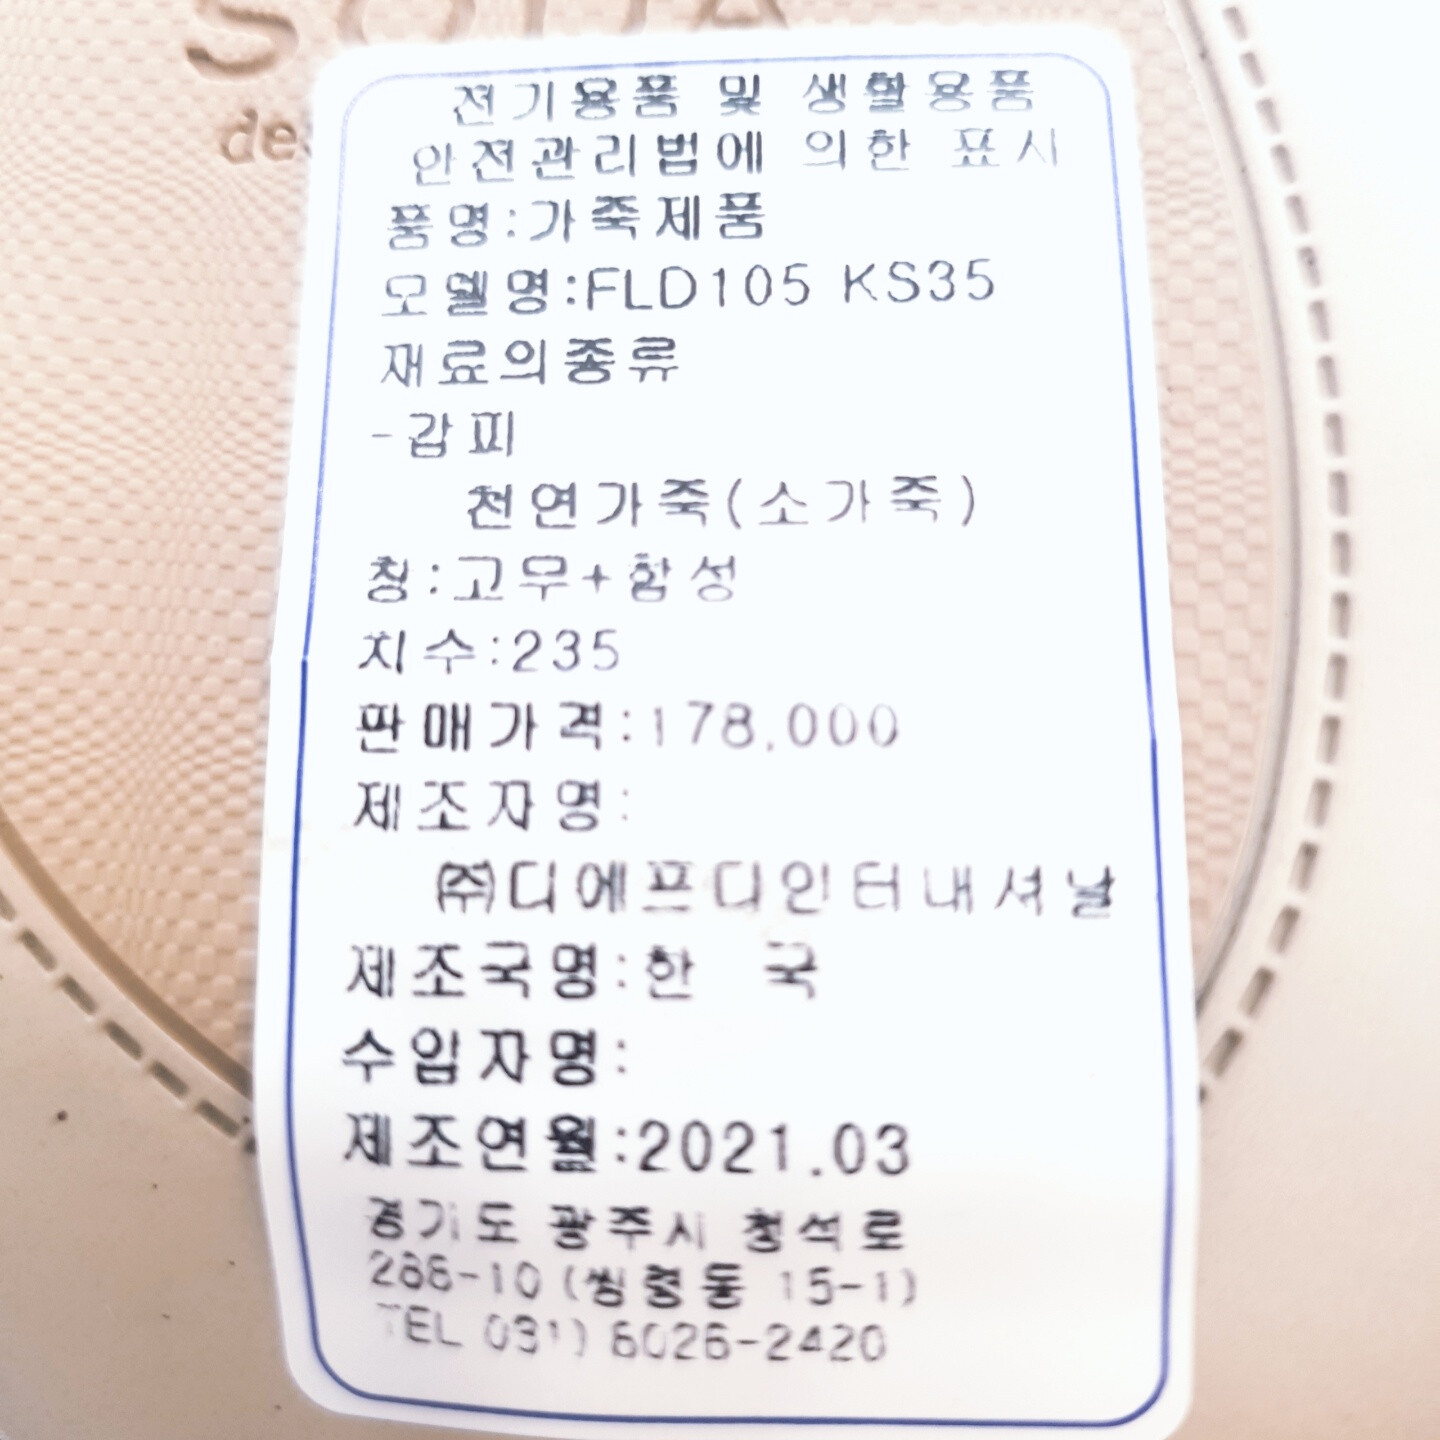 전기용품 및 생활용품
안전관리법에 의한 표시
품명:가죽제품
모델명:FLD105 KS35
재료의종류
-갑피
천연가죽(소가죽)
창:고무+합성
치수:235
판매가격:178,000
제조자명:
㈜디에프디인터내셔날
제조국명:한 국
수입자명:
제조연월:2021.03
경기도 광주시 청석로
268-10 (쌍령동 15-1)
TEL 031) 8026-2420